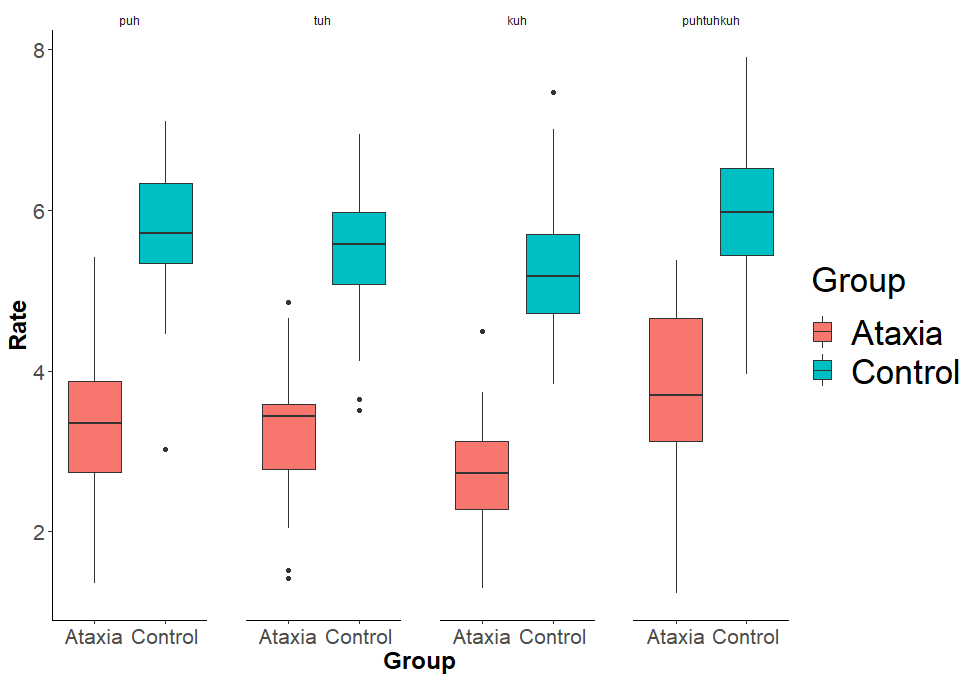 puh tuh kuh puhtuhkuh
8
6
4
2
Rate
Ataxia Control Ataxia Control Ataxia Control Ataxia Control
Group
Group
Ataxia
Control